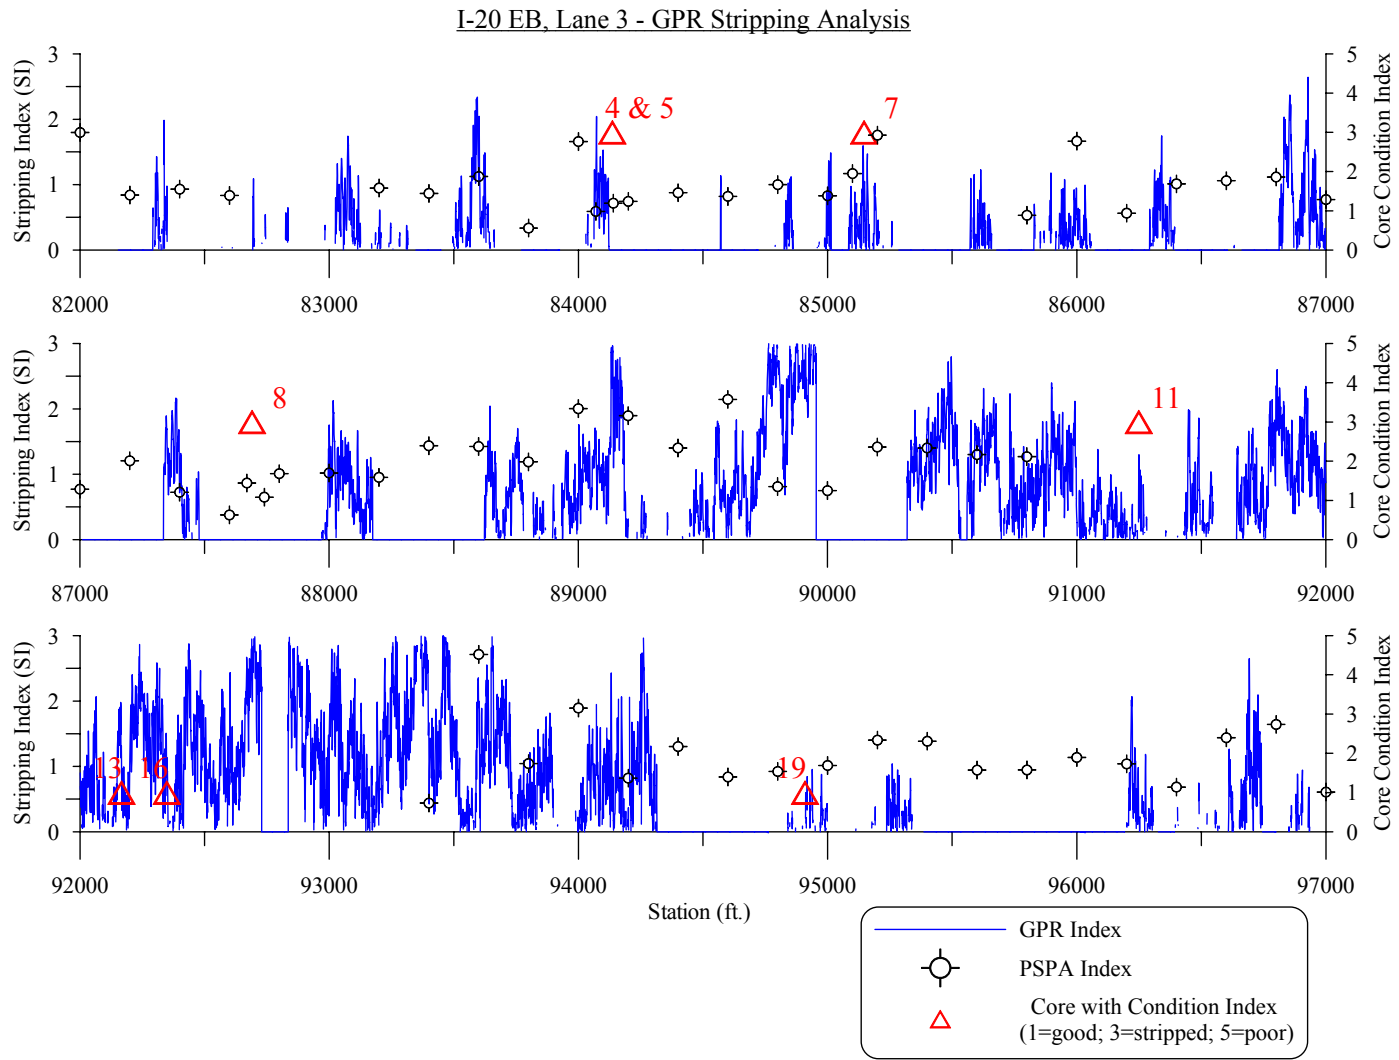 I-20 EB, Lane 3 - GPR Stripping Analysis
Stripping Index (SI)
3
2
1
0
4 & 5
7
5
4
3
2
1
0
Core Condition Index
82000 83000 84000 85000 86000 87000
Stripping Index (SI)
3
2
1
0
8
11
5
4
3
2
1
0
Core Condition Index
87000 88000 89000 90000 91000 92000
Stripping Index (SI)
3
2
1
0
13
16
19
5
4
3
2
1
0
Core Condition Index
92000 93000 94000 95000 96000 97000
Station (ft.)
GPR Index
PSPA Index
Core with Condition Index
(1=good; 3=stripped; 5=poor)